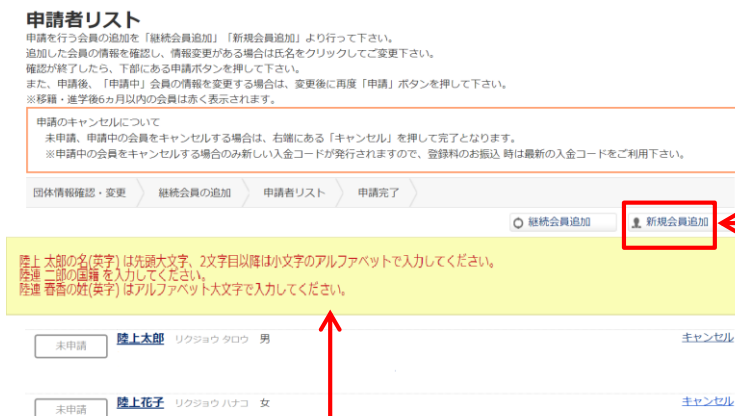 申請者リスト
申請を行う会員の追加を「継続会員追加」「新規会員追加」より行って下さい。
追加した会員の情報を確認し、情報変更がある場合は氏名をクリックしてご変更下さい。
確認が終了したら、下部にある申請ボタンを押して下さい。
また、申請後、「申請中」会員の情報を変更する場合は、変更後に再度「申請」ボタンを押して下さい。
※移籍・進学後6ヵ月以内の会員は赤く表示されます。
申請のキャンセルについて
未申請、申請中の会員をキャンセルする場合は、右端にある「キャンセル」を押して完了となります。
※申請中の会員をキャンセルする場合のみ新しい入金コードが発行されますので、登録料のお振込 時は最新の入金コードをご利用下さい。
団体情報確認・変更 継続会員の追加 申請者リスト 申請完了
継続会員追加 新規会員追加
陸上 太郎の名(英字) は先頭大文字、2文字目以降は小文字のアルファベットで入力してください。
陸連 二郎の国籍 を入力してください。
陸連 春香の姓(英字) はアルファベット大文字で入力してください。
未申請 陸上太郎 リクジョウ タロウ 男 キャンセル
未申請 陸上花子 リクジョウ ハナコ 女 キャンセル